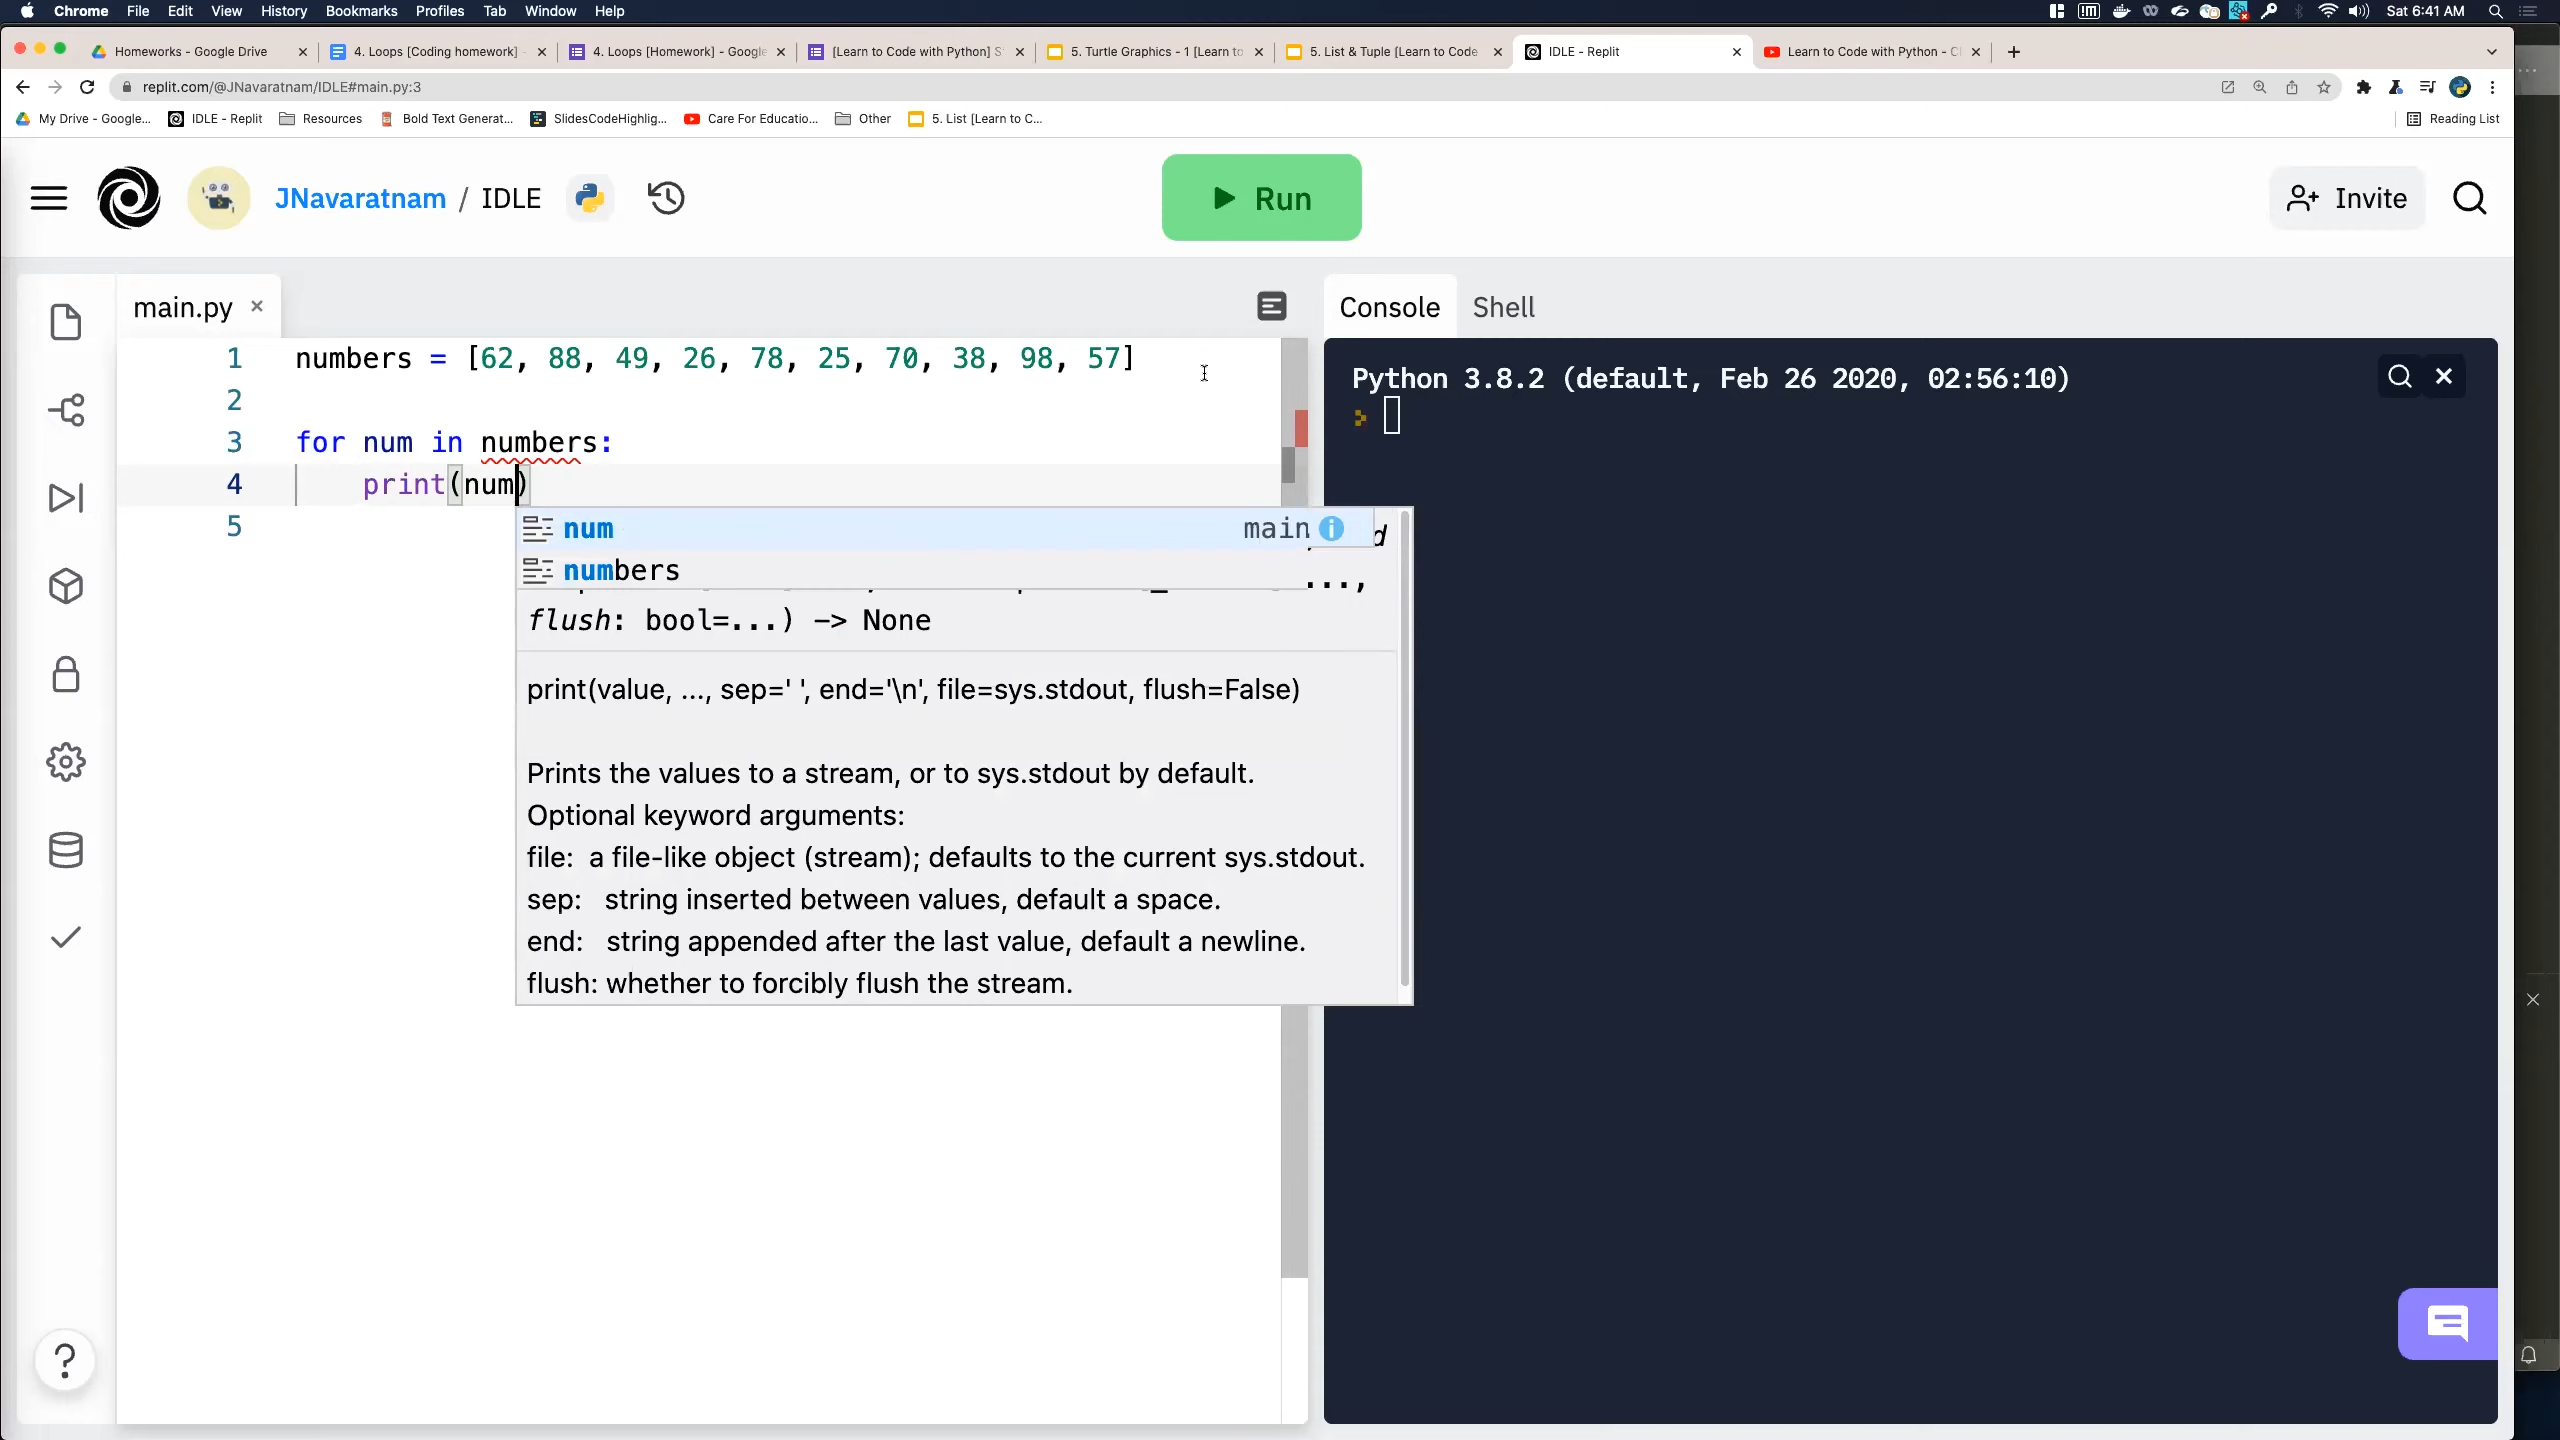 Chrome File Edit View History Bookmarks Profiles Tab Window Help Sat 6:41 AM
Homeworks - Google Drive 4. Loops [Coding homework] - 4. Loops [Homework] - Google [Learn to Code with Python] S 5. Turtle Graphics - 1 [Learn to 5. List & Tuple [Learn to Code IDLE - Replit Learn to Code with Python - Cl
replit.com/@JNavaratnam/IDLE#main.py:3
My Drive - Google... IDLE - Replit Resources Bold Text Generat... SlidesCodeHighlig... Care For Educatio... Other 5. List [Learn to C... Reading List
JNavaratnam / IDLE Run Invite
main.py Console Shell
1 numbers = [62, 88, 49, 26, 78, 25, 70, 38, 98, 57]
2
3 for num in numbers:
4 print(num)
5
num main
numbers
...,
flush: bool=...) -> None
print(value, ..., sep=' ', end='\n', file=sys.stdout, flush=False)
Prints the values to a stream, or to sys.stdout by default.
Optional keyword arguments:
file: a file-like object (stream); defaults to the current sys.stdout.
sep: string inserted between values, default a space.
end: string appended after the last value, default a newline.
flush: whether to forcibly flush the stream.
Python 3.8.2 (default, Feb 26 2020, 02:56:10)